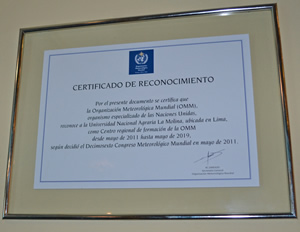 CERTIFICADO DE RECONOCIMIENTO
Por el presente documento se certifica que
la Organización Meteorológica Mundial (OMM),
organismo especializado de las Naciones Unidas,
reconoce a la Universidad Nacional Agraria La Molina, ubicada en Lima,
como Centro regional de formación de la OMM
desde mayo de 2011 hasta mayo de 2019,
según decidió el Decimosexto Congreso Meteorológico Mundial en mayo de 2011.